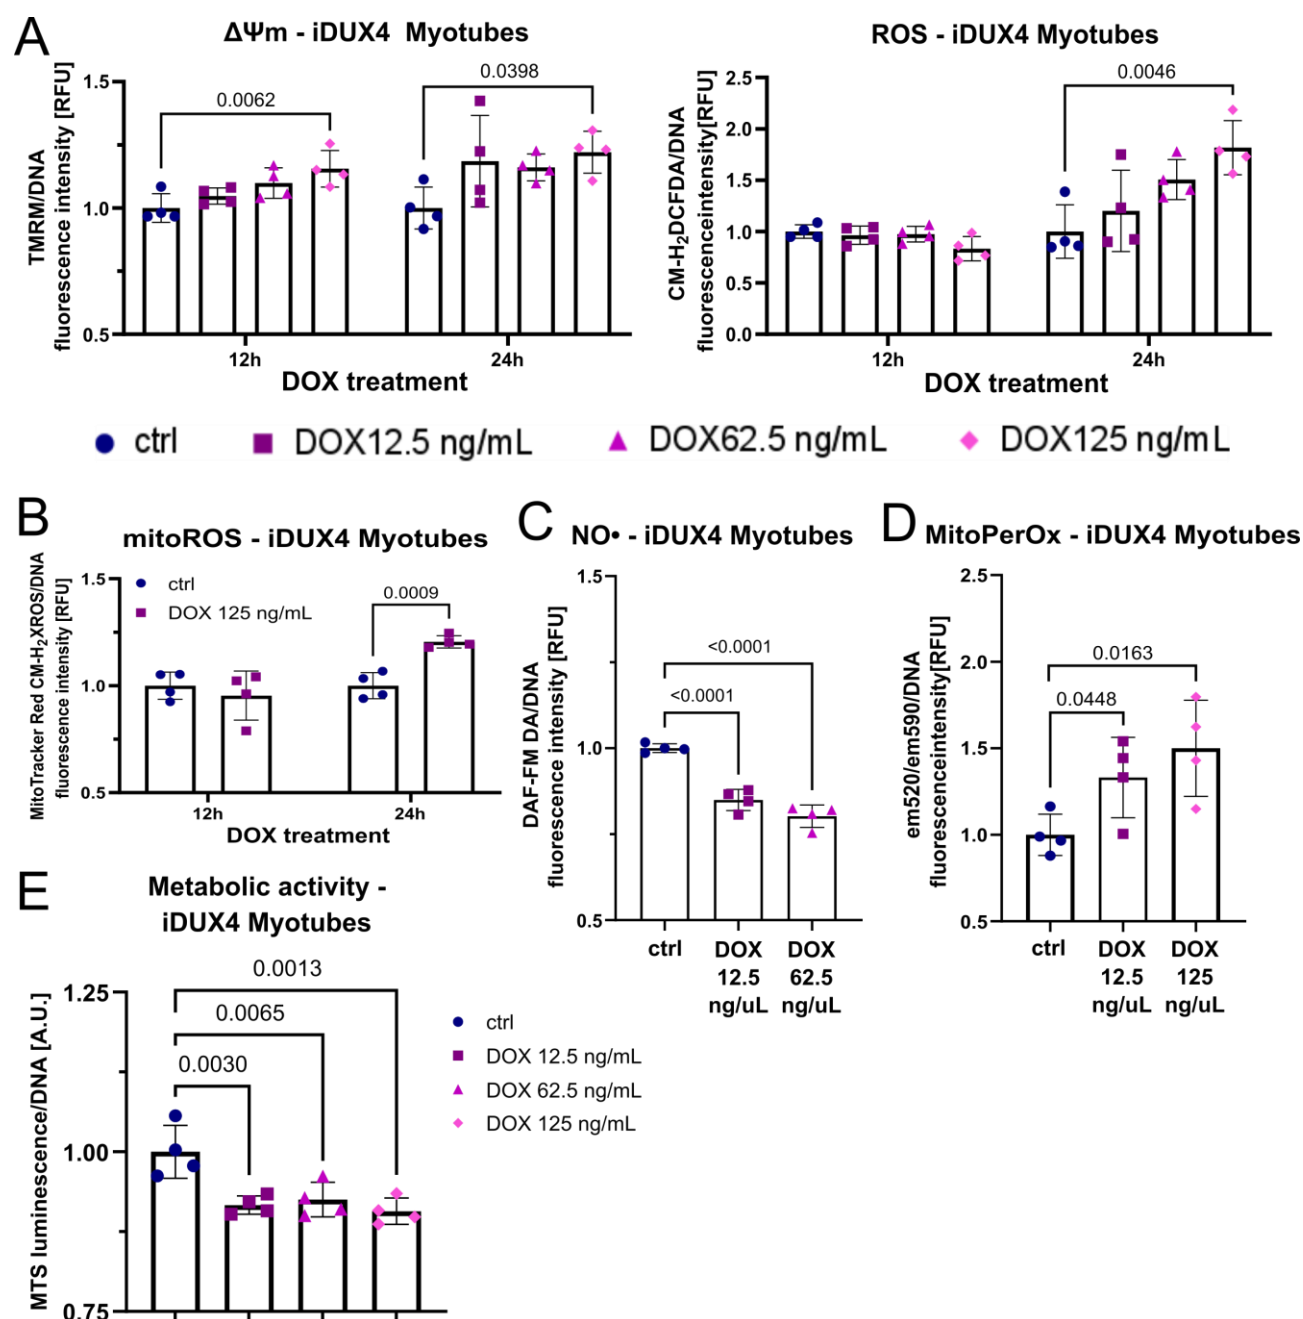 A
ΔΨm - iDUX4 Myotubes
TMRM/DNA
fluorescence intensity [RFU]
1.5
1.0
0.5
0.0062
0.0398
12h
24h
DOX treatment
ROS - iDUX4 Myotubes
CM-H₂DCFDA/DNA
fluorescenceintensity[RFU]
2.5
2.0
1.5
1.0
0.5
0.0
0.0046
12h
24h
DOX treatment
ctrl
DOX12.5 ng/mL
DOX62.5 ng/mL
DOX125 ng/mL
B
mitoROS - iDUX4 Myotubes
MitoTracker Red CM-H₂XROS/DNA
fluorescence intensity [RFU]
1.5
1.0
0.5
ctrl
DOX 125 ng/mL
0.0009
12h
24h
DOX treatment
C
NO• - iDUX4 Myotubes
DAF-FM DA/DNA
fluorescence intensity [RFU]
1.5
1.0
0.5
<0.0001
<0.0001
ctrl
DOX
12.5
ng/uL
DOX
62.5
ng/uL
D
MitoPerOx - iDUX4 Myotubes
em520/em590/DNA
fluorescenceintensity[RFU]
2.5
2.0
1.5
1.0
0.5
0.0163
0.0448
ctrl
DOX
12.5
ng/uL
DOX
125
ng/uL
E
Metabolic activity -
iDUX4 Myotubes
MTS luminescence/DNA [A.U.]
1.25
1.00
0.75
0.0013
0.0065
0.0030
ctrl
DOX 12.5 ng/mL
DOX 62.5 ng/mL
DOX 125 ng/mL